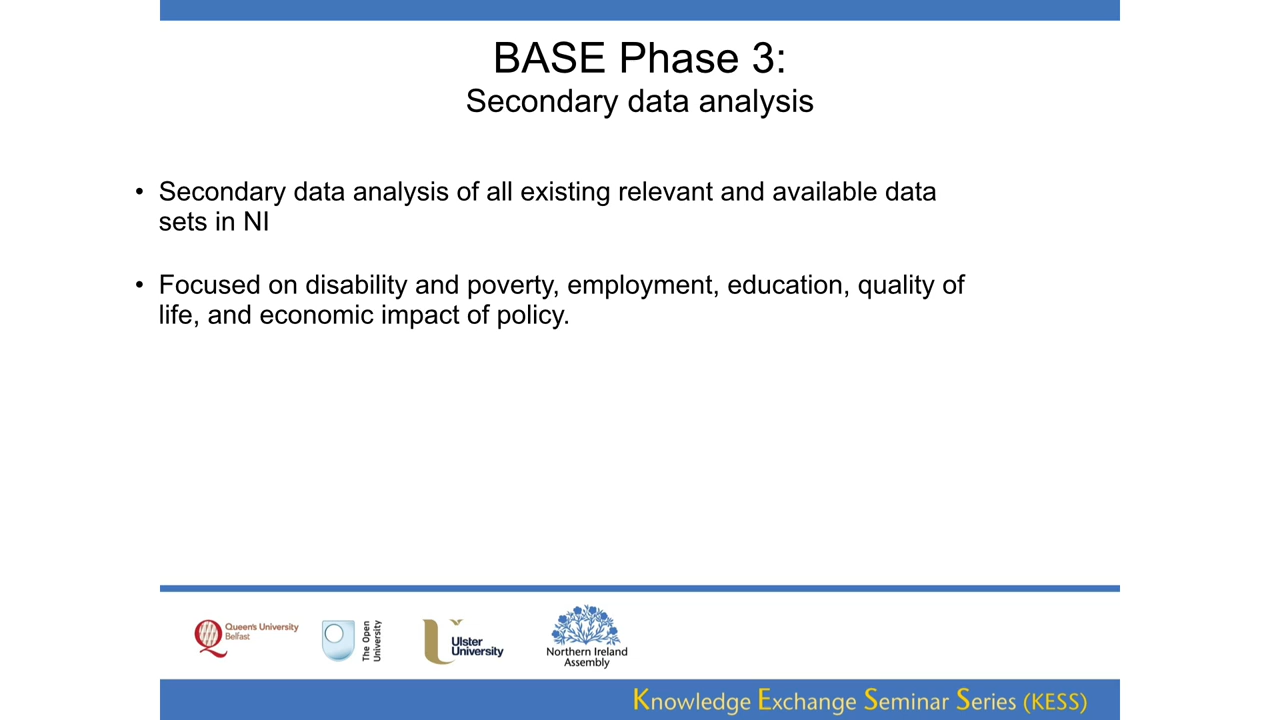 BASE Phase 3:
Secondary data analysis
• Secondary data analysis of all existing relevant and available data
sets in NI
• Focused on disability and poverty, employment, education, quality of
life, and economic impact of policy.
Queen's University
Belfast
The Open
University
Ulster
University
Northern Ireland
Assembly
Knowledge Exchange Seminar Series (KESS)